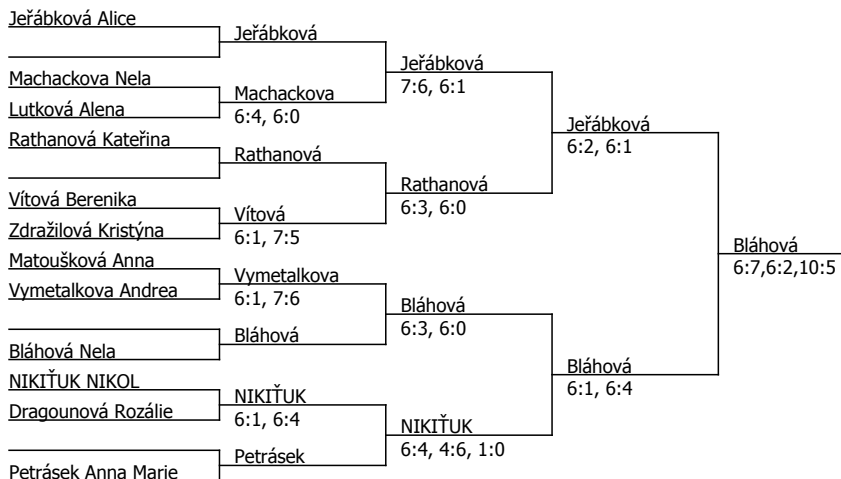 Jeřábková Alice
Jeřábková
Jeřábková
7:6, 6:1
Machackova Nela
Machackova
6:4, 6:0
Lutková Alena
Jeřábková
6:2, 6:1
Rathanová Kateřina
Rathanová
Rathanová
6:3, 6:0
Vítová Berenika
Vítová
6:1, 7:5
Zdražilová Kristýna
Bláhová
6:7,6:2,10:5
Matoušková Anna
Vymetalkova
6:1, 7:6
Vymetalkova Andrea
Bláhová
6:3, 6:0
Bláhová
Bláhová Nela
Bláhová
6:1, 6:4
NIKIŤUK NIKOL
NIKIŤUK
6:1, 6:4
Dragounová Rozálie
NIKIŤUK
6:4, 4:6, 1:0
Petrásek
Petrásek Anna Marie